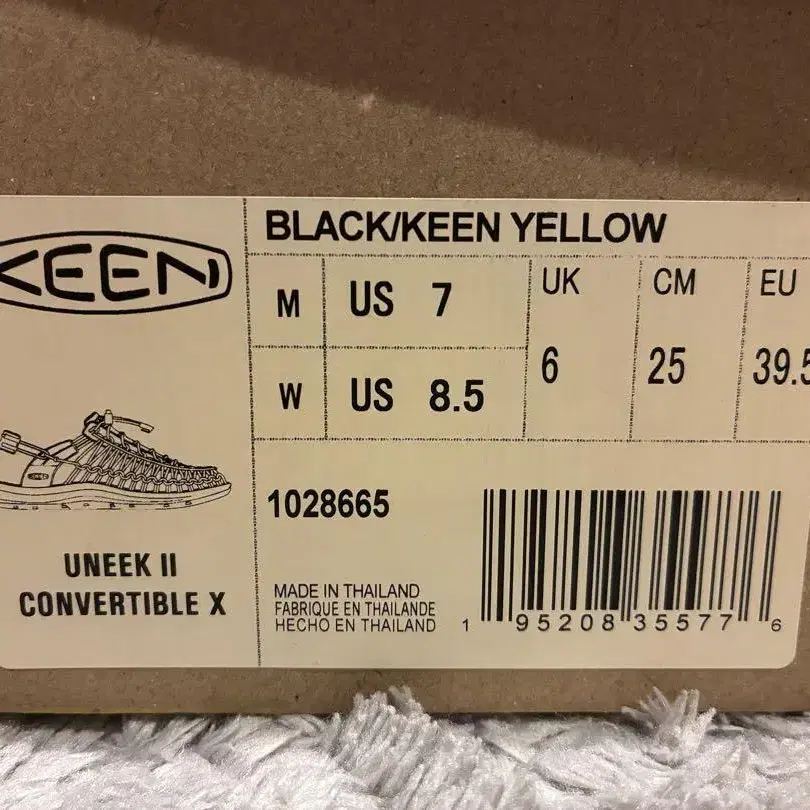 KEEN
BLACK/KEEN YELLOW
M US 7
W US 8.5
UK
6
CM
25
EU
39.5
KEEN
UNEEK II
CONVERTIBLE X
1028665
MADE IN THAILAND
FABRIQUE EN THAILANDE
HECHO EN THAILAND
1 95208 35577 6